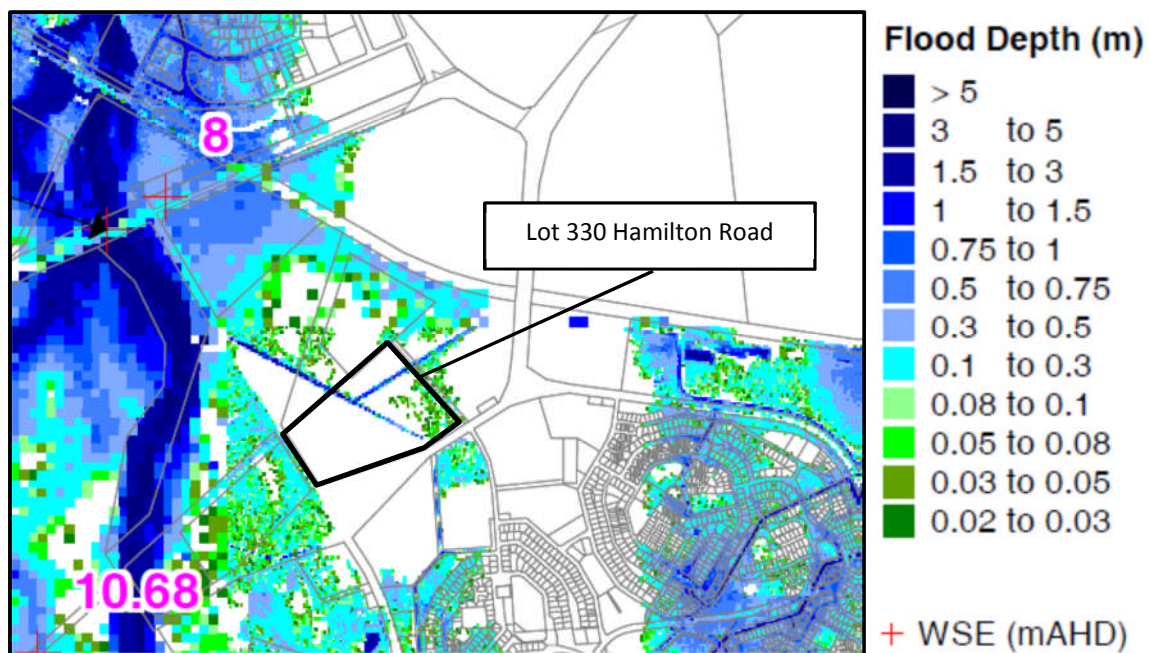 8
Lot 330 Hamilton Road
10.68
Flood Depth (m)
> 5
3 to 5
1.5 to 3
1 to 1.5
0.75 to 1
0.5 to 0.75
0.3 to 0.5
0.1 to 0.3
0.08 to 0.1
0.05 to 0.08
0.03 to 0.05
0.02 to 0.03
+ WSE (mAHD)